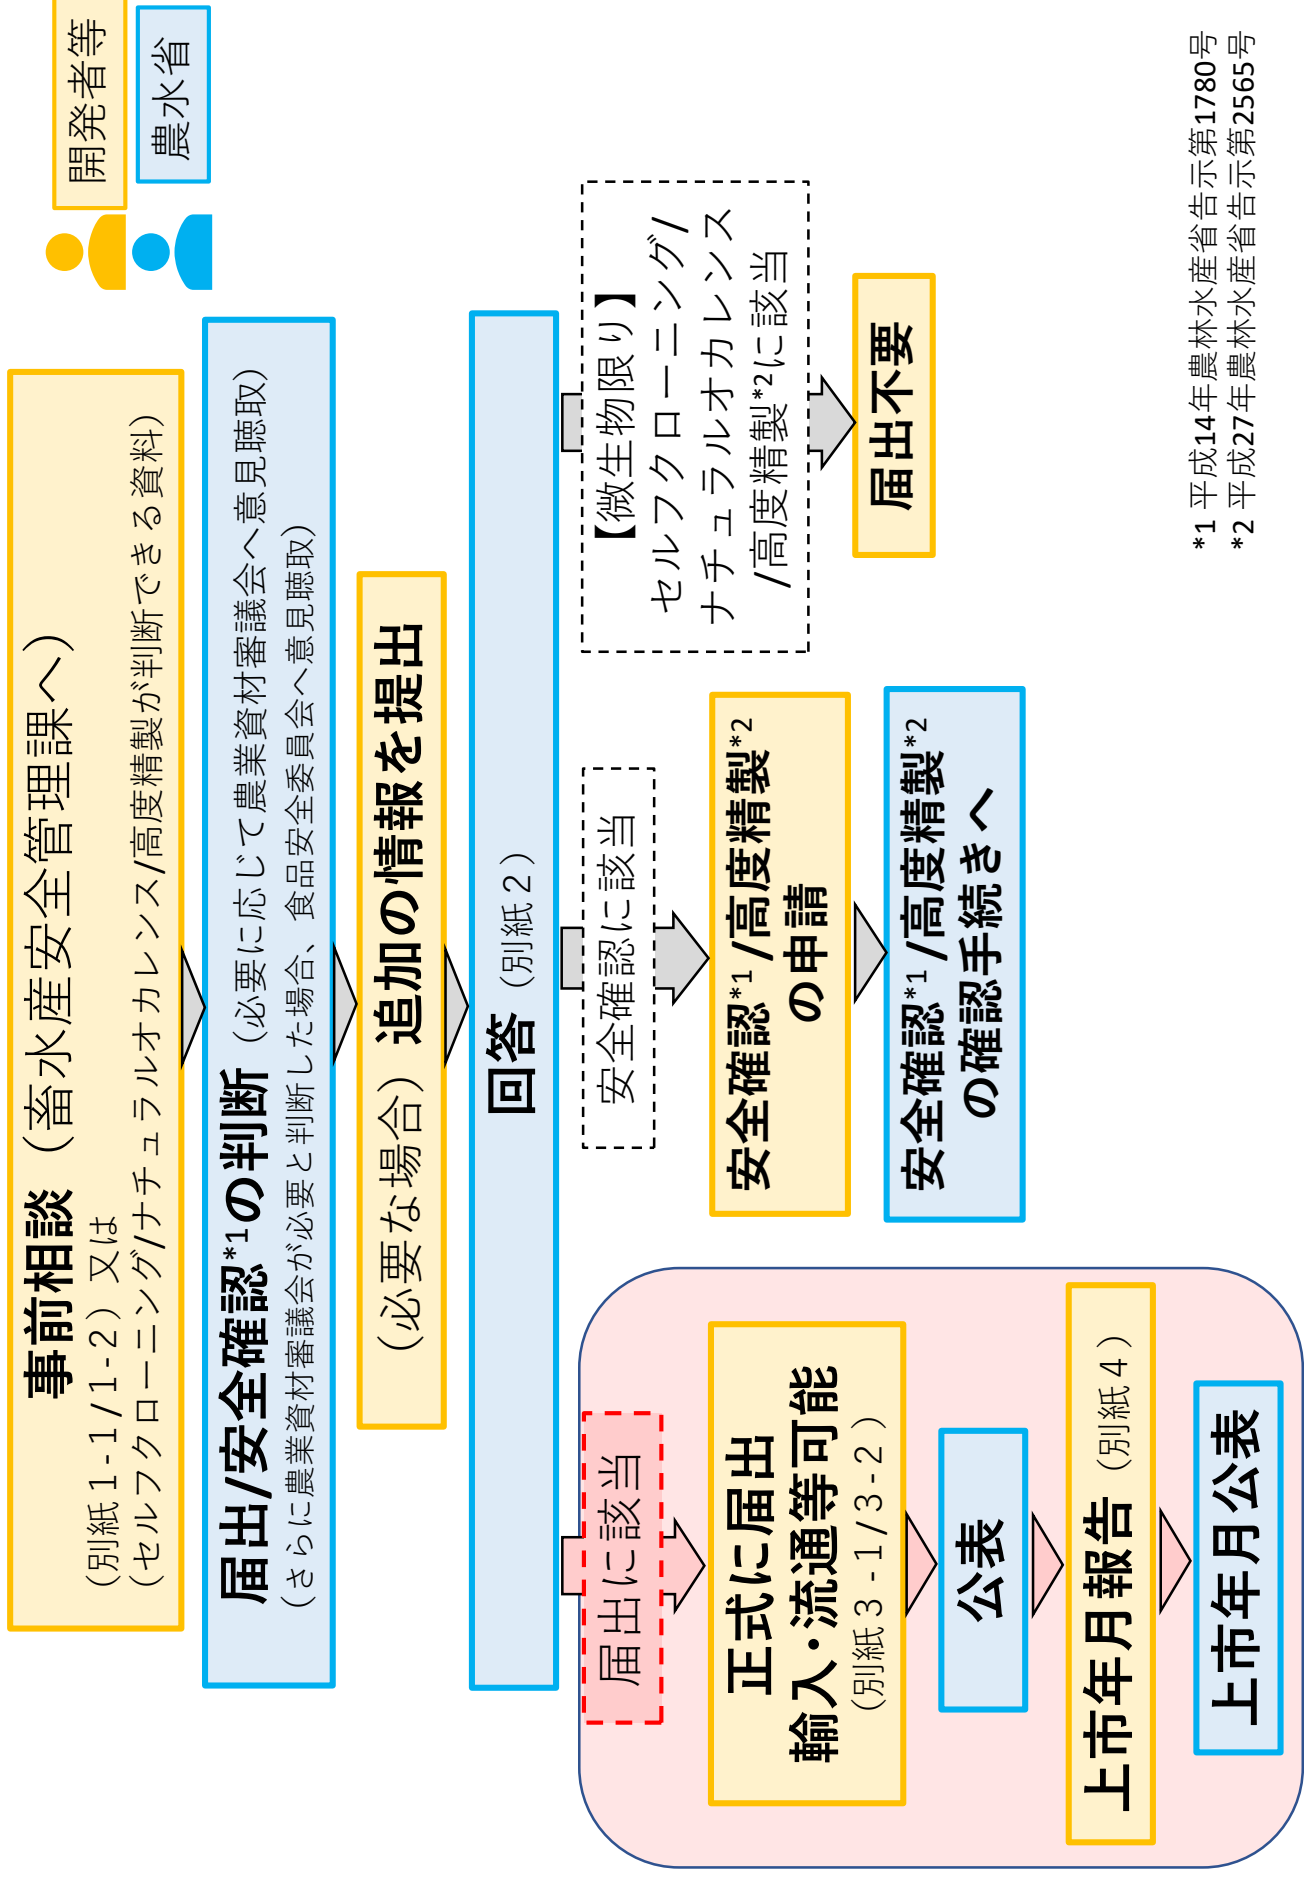 開発者等
農水省
事前相談（畜水産安全管理課へ）
（別紙１-１/１-２）又は
（セルフクローニング/ナチュラルオカレンス/高度精製が判断できる資料）
届出/安全確認*1の判断（必要に応じて農業資材審議会へ意見聴取）
（さらに農業資材審議会が必要と判断した場合、食品安全委員会へ意見聴取）
（必要な場合）追加の情報を提出
回答（別紙２）
届出に該当
正式に届出
輸入・流通等可能
（別紙３-１/３-２）
公表
上市年月報告（別紙４）
上市年月公表
安全確認に該当
安全確認*1 /高度精製*2
の申請
安全確認*1 /高度精製*2
の確認手続きへ
【微生物限り】
セルフクローニング/
ナチュラルオカレンス
/高度精製*2に該当
届出不要
*1 平成14年農林水産省告示第1780号
*2 平成27年農林水産省告示第2565号